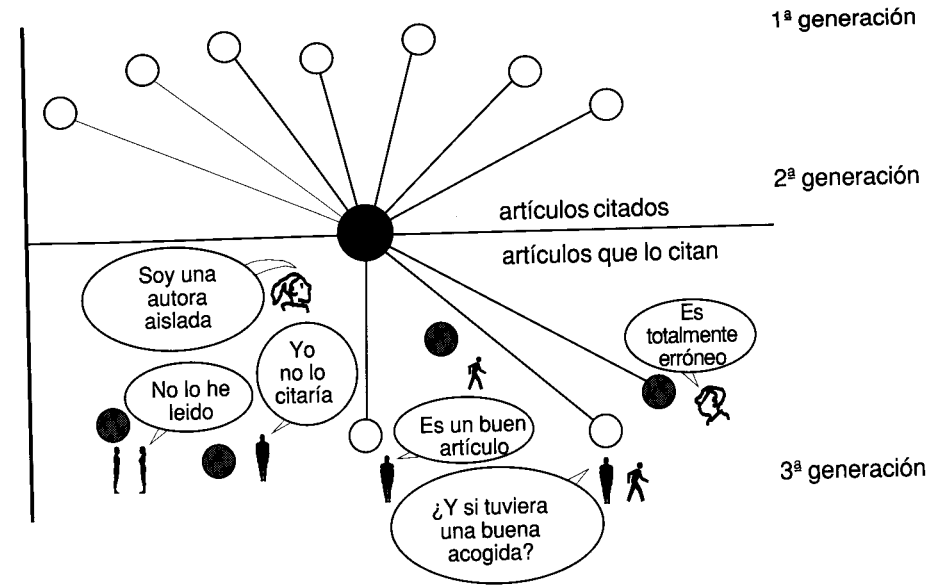 1ª generación
2ª generación
artículos citados
artículos que lo citan
Soy una
autora
aislada
Es
totalmente
erróneo
Yo
no lo
citaría
No lo he
leido
Es un buen
artículo
3ª generación
¿Y si tuviera
una buena
acogida?